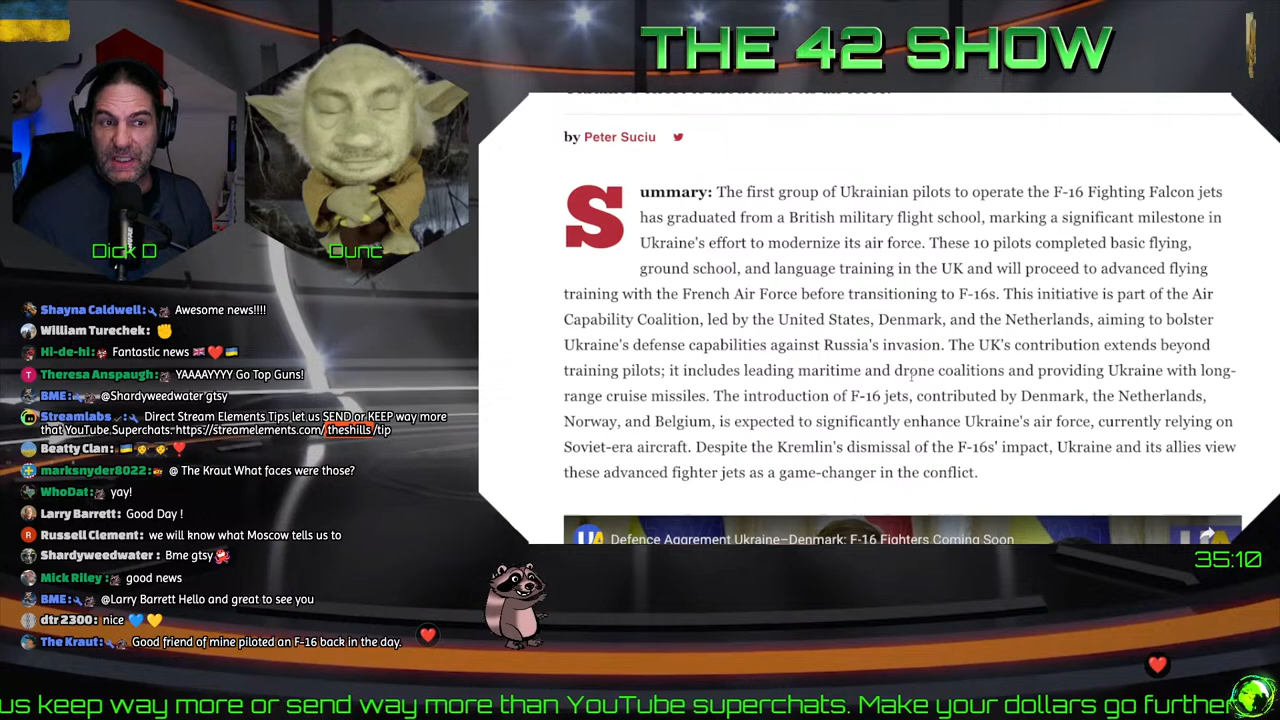 THE 42 SHOW
by Peter Suciu
Summary: The first group of Ukrainian pilots to operate the F-16 Fighting Falcon jets
has graduated from a British military flight school, marking a significant milestone in
Ukraine's effort to modernize its air force. These 10 pilots completed basic flying,
ground school, and language training in the UK and will proceed to advanced flying
training with the French Air Force before transitioning to F-16s. This initiative is part of the Air
Capability Coalition, led by the United States, Denmark, and the Netherlands, aiming to bolster
Ukraine's defense capabilities against Russia's invasion. The UK's contribution extends beyond
training pilots; it includes leading maritime and drone coalitions and providing Ukraine with long-
range cruise missiles. The introduction of F-16 jets, contributed by Denmark, the Netherlands,
Norway, and Belgium, is expected to significantly enhance Ukraine's air force, currently relying on
Soviet-era aircraft. Despite the Kremlin's dismissal of the F-16s' impact, Ukraine and its allies view
these advanced fighter jets as a game-changer in the conflict.
Defence Aggrement Ukraine–Denmark: F-16 Fighters Coming Soon
35:10
Dick D
Dunc
Shayna Caldwell: Awesome news!!!!
William Turechek:
Hi-de-hi: Fantastic news
Theresa Anspaugh: YAAAAYYYY Go Top Guns!
BME: @Shardyweedwater gtsy
Streamlabs : Direct Stream Elements Tips let us SEND or KEEP way more
that YouTube Superchats: https://streamelements.com/theshills/tip
Beatty Clan:
marksnyder8022: @ The Kraut What faces were those?
WhoDat: yay!
Larry Barrett: Good Day !
Russell Clement: we will know what Moscow tells us to
Shardyweedwater : Bme gtsy
Mick Riley: good news
BME: @Larry Barrett Hello and great to see you
dtr 2300: nice
The Kraut: Good friend of mine piloted an F-16 back in the day.
us keep way more or send way more than YouTube superchats. Make your dollars go further